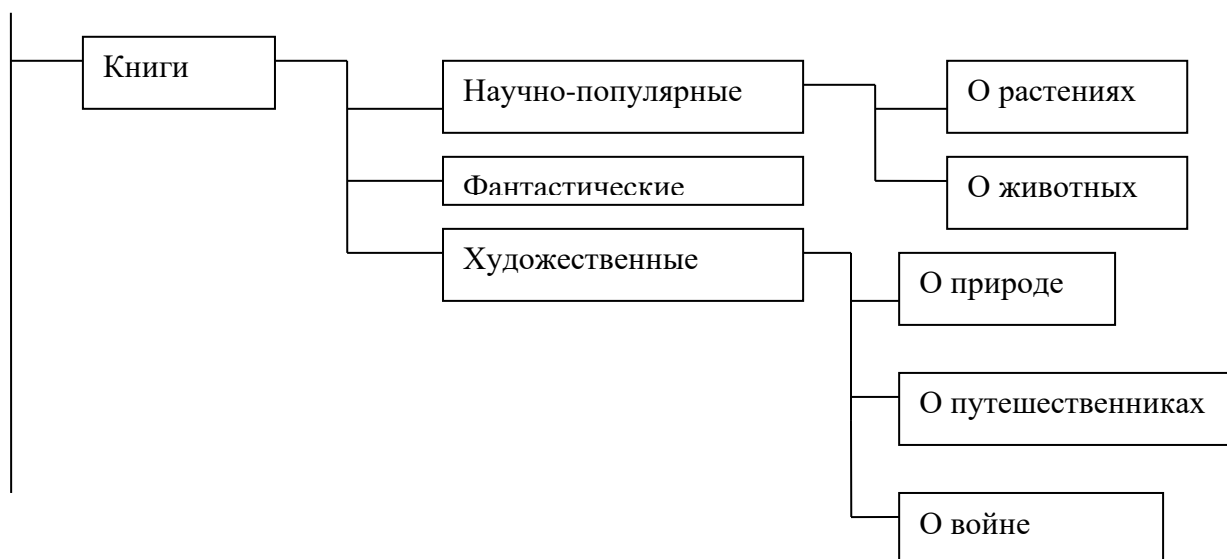 Книги
Научно-популярные
О растениях
О животных
Фантастические
Художественные
О природе
О путешественниках
О войне